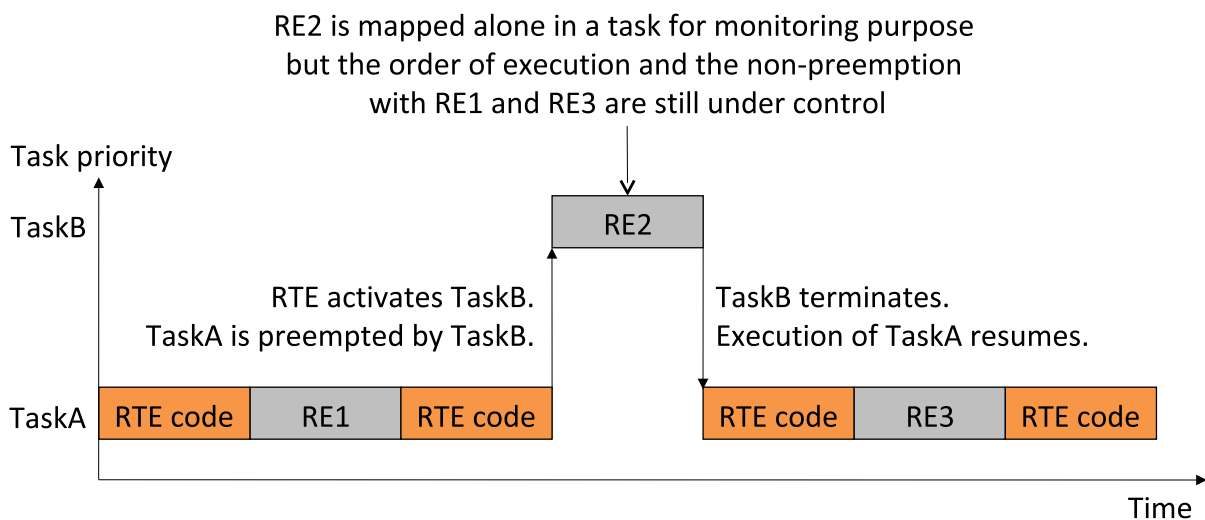 RE2 is mapped alone in a task for monitoring purpose
but the order of execution and the non-preemption
with RE1 and RE3 are still under control
Task priority
TaskB
RE2
RTE activates TaskB.
TaskA is preempted by TaskB.
TaskB terminates.
Execution of TaskA resumes.
TaskA
RTE code
RE1
RTE code
RTE code
RE3
RTE code
Time